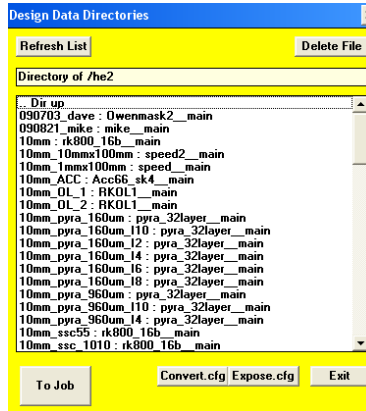 Design Data Directories
Refresh List
Delete File
Directory of /he2
.. Dir up
090703_dave : Owenmask2__main
090821_mike : mike__main
10mm : rk800_16b__main
10mm_10mmx100mm : speed2__main
10mm_1mmx100mm : speed__main
10mm_ACC : Acc66_sk4__main
10mm_OL_1 : RKOL1__main
10mm_OL_2 : RKOL1__main
10mm_pyra_160um : pyra_32layer__main
10mm_pyra_160um_l10 : pyra_32layer__main
10mm_pyra_160um_l2 : pyra_32layer__main
10mm_pyra_160um_l4 : pyra_32layer__main
10mm_pyra_160um_l6 : pyra_32layer__main
10mm_pyra_160um_l8 : pyra_32layer__main
10mm_pyra_960um : pyra_32layer__main
10mm_pyra_960um_l10 : pyra_32layer__main
10mm_pyra_960um_l4 : pyra_32layer__main
10mm_ssc55 : rk800_16b__main
10mm_ssc_1010 : rk800_16b__main
To Job
Convert.cfg
Expose.cfg
Exit